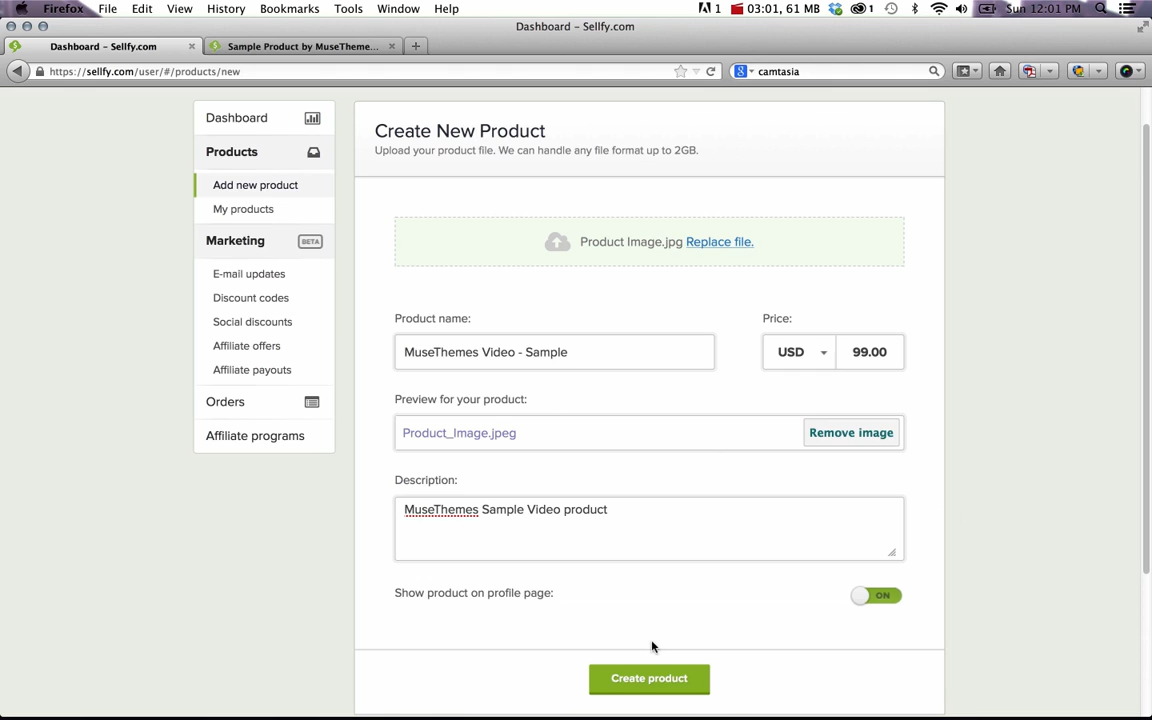 Firefox File Edit View History Bookmarks Tools Window Help 1 03:01, 61 MB 1 Sun 12:01 PM
Dashboard – Sellfy.com
Dashboard – Sellfy.com × Sample Product by MuseTheme... × +
https://sellfy.com/user/#/products/new camtasia
Dashboard
Products
Add new product
My products
Marketing BETA
E-mail updates
Discount codes
Social discounts
Affiliate offers
Affiliate payouts
Orders
Affiliate programs
Create New Product
Upload your product file. We can handle any file format up to 2GB.
Product Image.jpg Replace file.
Product name: Price:
MuseThemes Video - Sample USD 99.00
Preview for your product:
Product_Image.jpeg Remove image
Description:
MuseThemes Sample Video product
Show product on profile page: ON
Create product